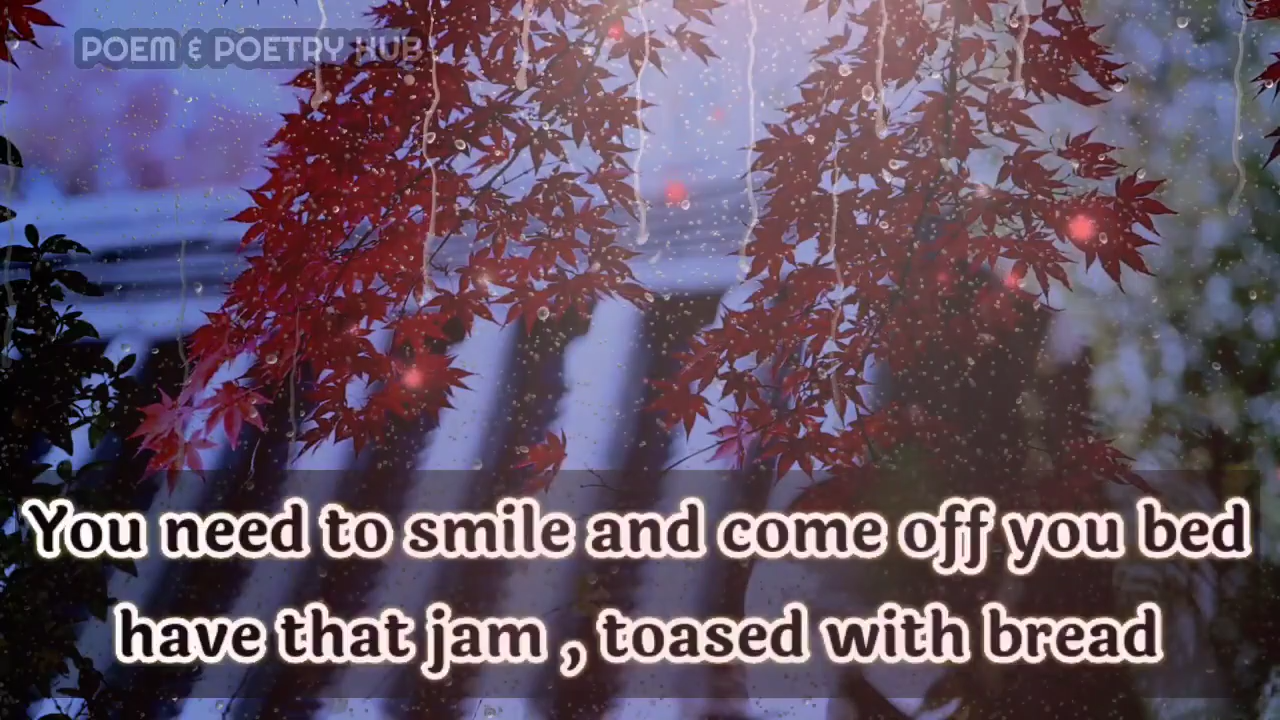 POEM & POETRY HUB
You need to smile and come off you bed
have that jam , toased with bread